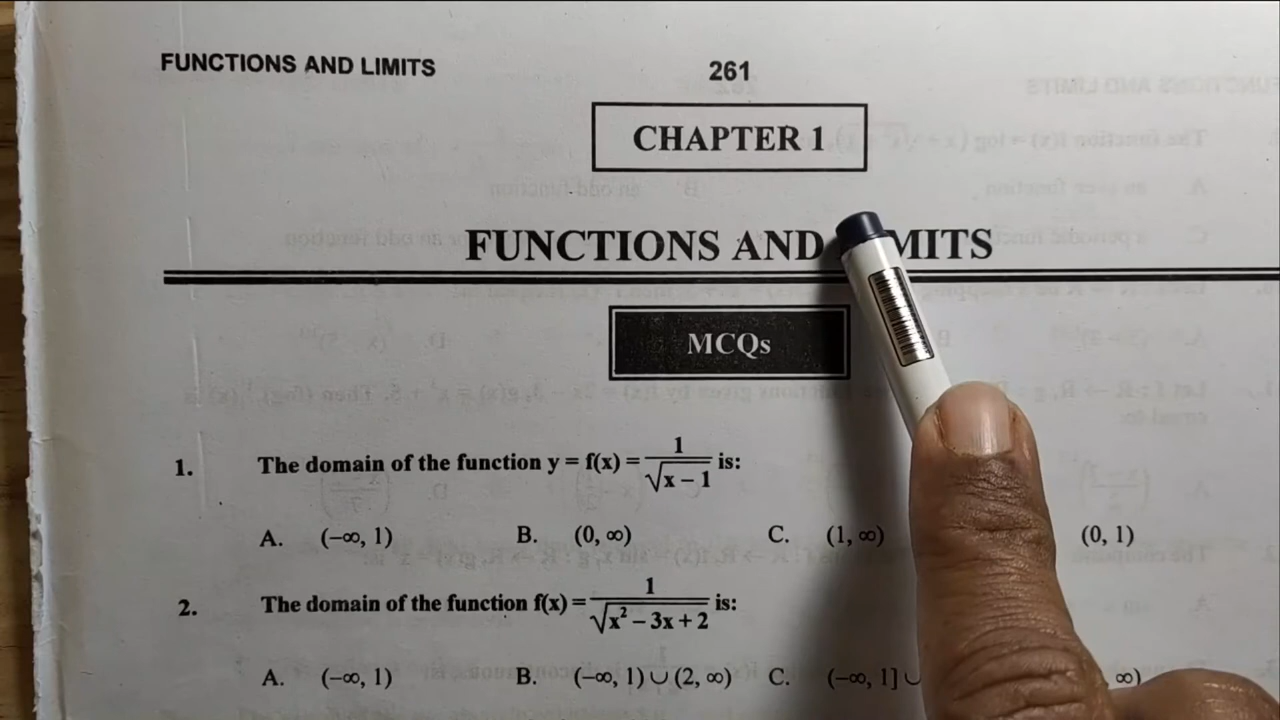 FUNCTIONS AND LIMITS 261
CHAPTER 1
FUNCTIONS AND MITS
MCQs
1. The domain of the function y = f(x) = 1/√(x – 1) is:
A. (–∞, 1) B. (0, ∞) C. (1, ∞) (0, 1)
2. The domain of the function f(x) = 1/√(x² – 3x + 2) is:
A. (–∞, 1) B. (–∞, 1) ∪ (2, ∞) C. (–∞, 1] ∪ , ∞)